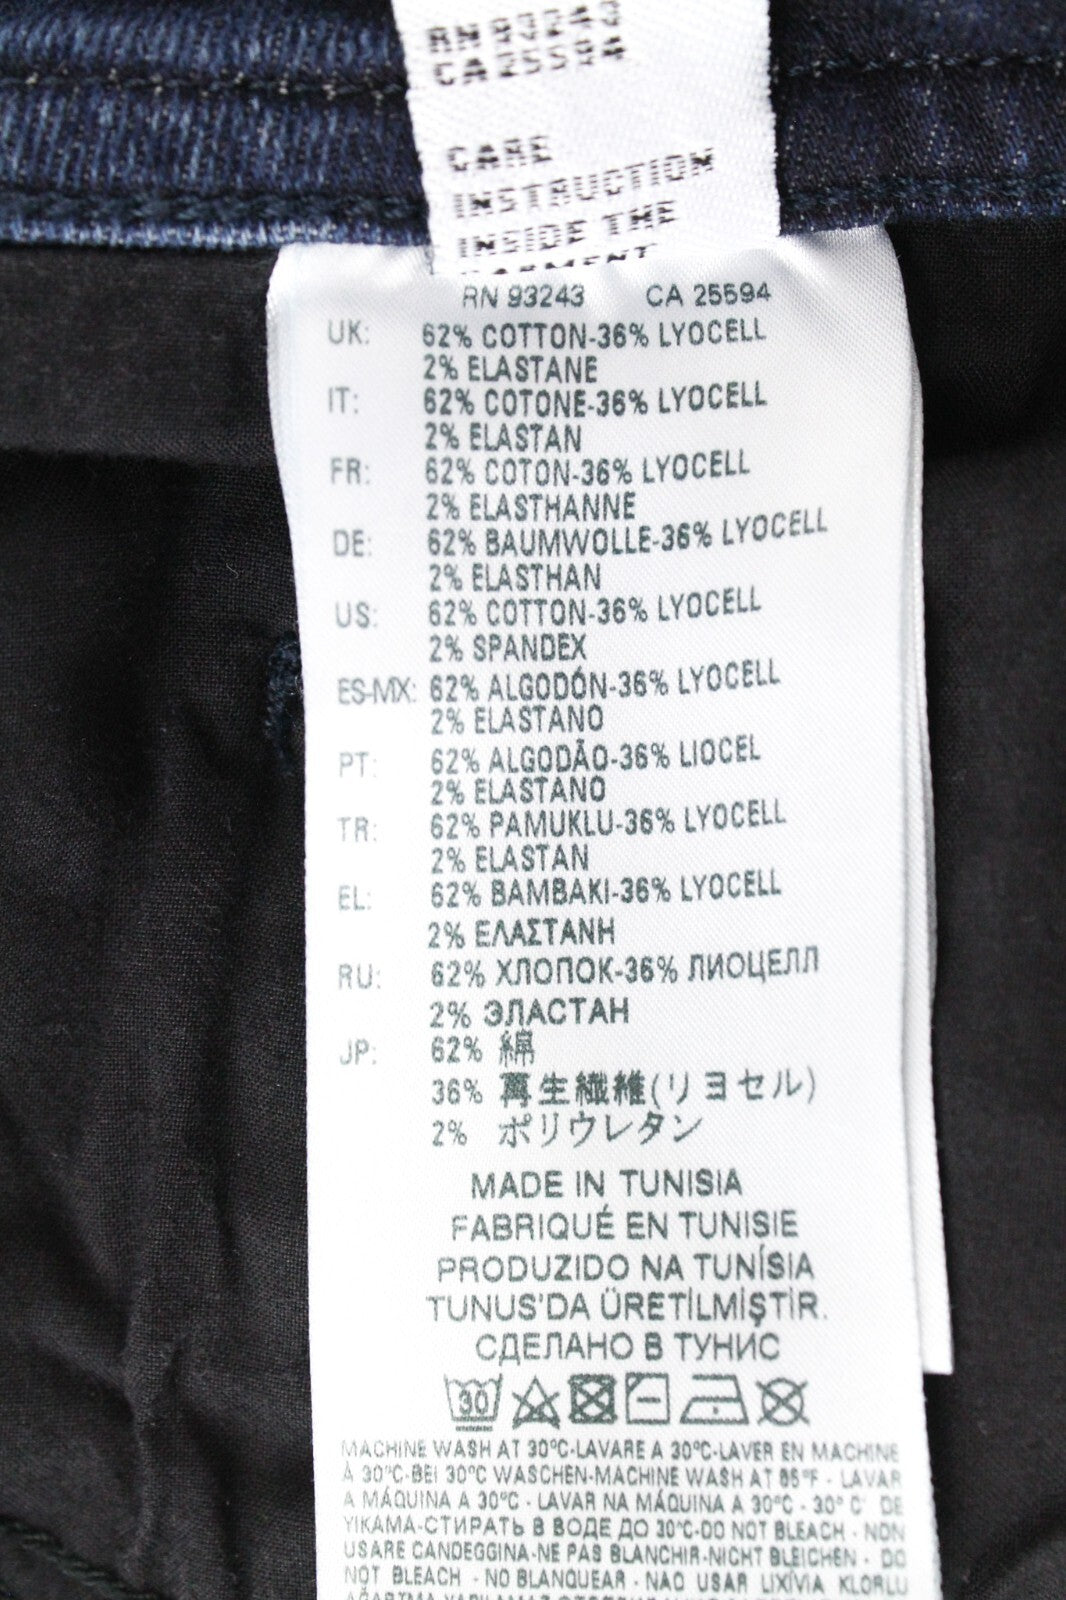 RN 93243
CA 25594
CARE
INSTRUCTION
INSIDE THE
GARMENT
RN 93243 CA 25594
UK: 62% COTTON-36% LYOCELL
2% ELASTANE
IT: 62% COTONE-36% LYOCELL
2% ELASTAN
FR: 62% COTON-36% LYOCELL
2% ELASTHANNE
DE: 62% BAUMWOLLE-36% LYOCELL
2% ELASTHAN
US: 62% COTTON-36% LYOCELL
2% SPANDEX
ES-MX: 62% ALGODÓN-36% LYOCELL
2% ELASTANO
PT: 62% ALGODÃO-36% LIOCEL
2% ELASTANO
TR: 62% PAMUKLU-36% LYOCELL
2% ELASTAN
EL: 62% BAMBAKI-36% LYOCELL
2% ΕΛΑΣΤΑΝΗ
RU: 62% ХЛОПОК-36% ЛИОЦЕЛЛ
2% ЭЛАСТАН
JP: 62% 綿
36% 再生繊維(リヨセル)
2% ポリウレタン
MADE IN TUNISIA
FABRIQUÉ EN TUNISIE
PRODUZIDO NA TUNÍSIA
TUNUS'DA ÜRETİLMİŞTİR.
СДЕЛАНО В ТУНИС
30
MACHINE WASH AT 30°C-LAVARE A 30°C-LAVER EN MACHINE
À 30°C-BEI 30°C WASCHEN-MACHINE WASH AT 85°F - LAVAR
A MÁQUINA A 30°C - LAVAR NA MÁQUINA A 30°C - 30° C' DE
YIKAMA-СТИРАТЬ В ВОДЕ ДО 30°C-DO NOT BLEACH - NON
USARE CANDEGGINA-NE PAS BLANCHIR-NICHT BLEICHEN - DO
NOT BLEACH - NO BLANQUEAR - NAO USAR LIXÍVIA KLORLU